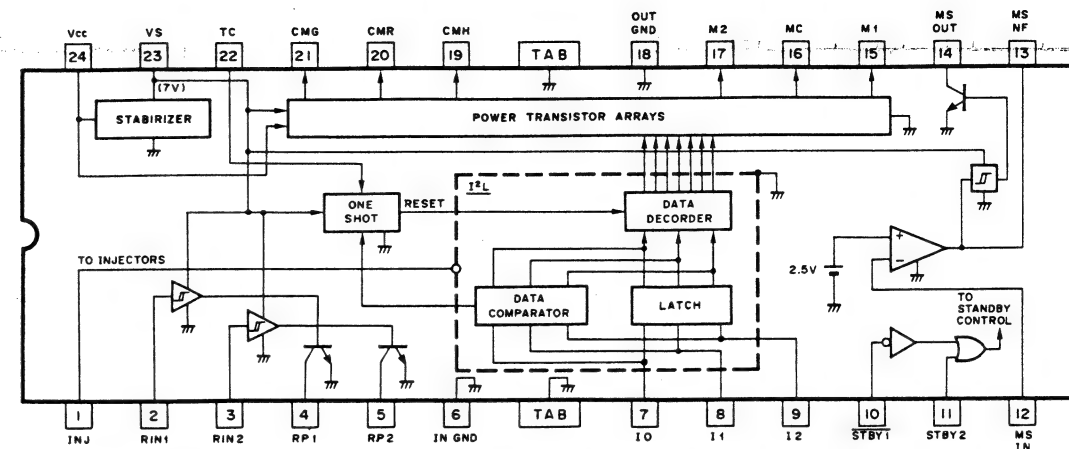 Vcc VS TC CMG CMR CMH OUT GND M2 MC M1 MS OUT MS NF
24 23 22 21 20 19 TAB 18 17 16 15 14 13
(7V)
STABIRIZER
POWER TRANSISTOR ARRAYS
I²L
ONE SHOT
RESET
DATA DECORDER
TO INJECTORS
+
−
2.5V
DATA COMPARATOR
LATCH
TO STANDBY CONTROL
1 2 3 4 5 6 TAB 7 8 9 10 11 12
INJ RIN1 RIN2 RP1 RP2 IN GND I0 I1 I2 STBY1 STBY2 MS IN